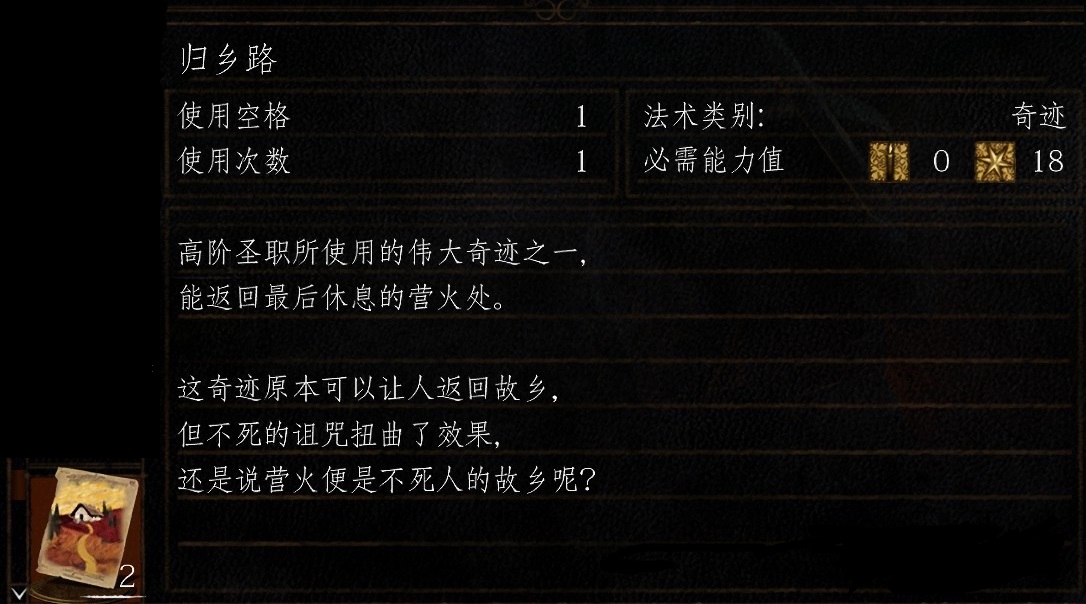 归乡路
使用空格 1
法术类别: 奇迹
使用次数 1
必需能力值 0 18
高阶圣职所使用的伟大奇迹之一,
能返回最后休息的营火处。
这奇迹原本可以让人返回故乡,
但不死的诅咒扭曲了效果,
还是说营火便是不死人的故乡呢?
2